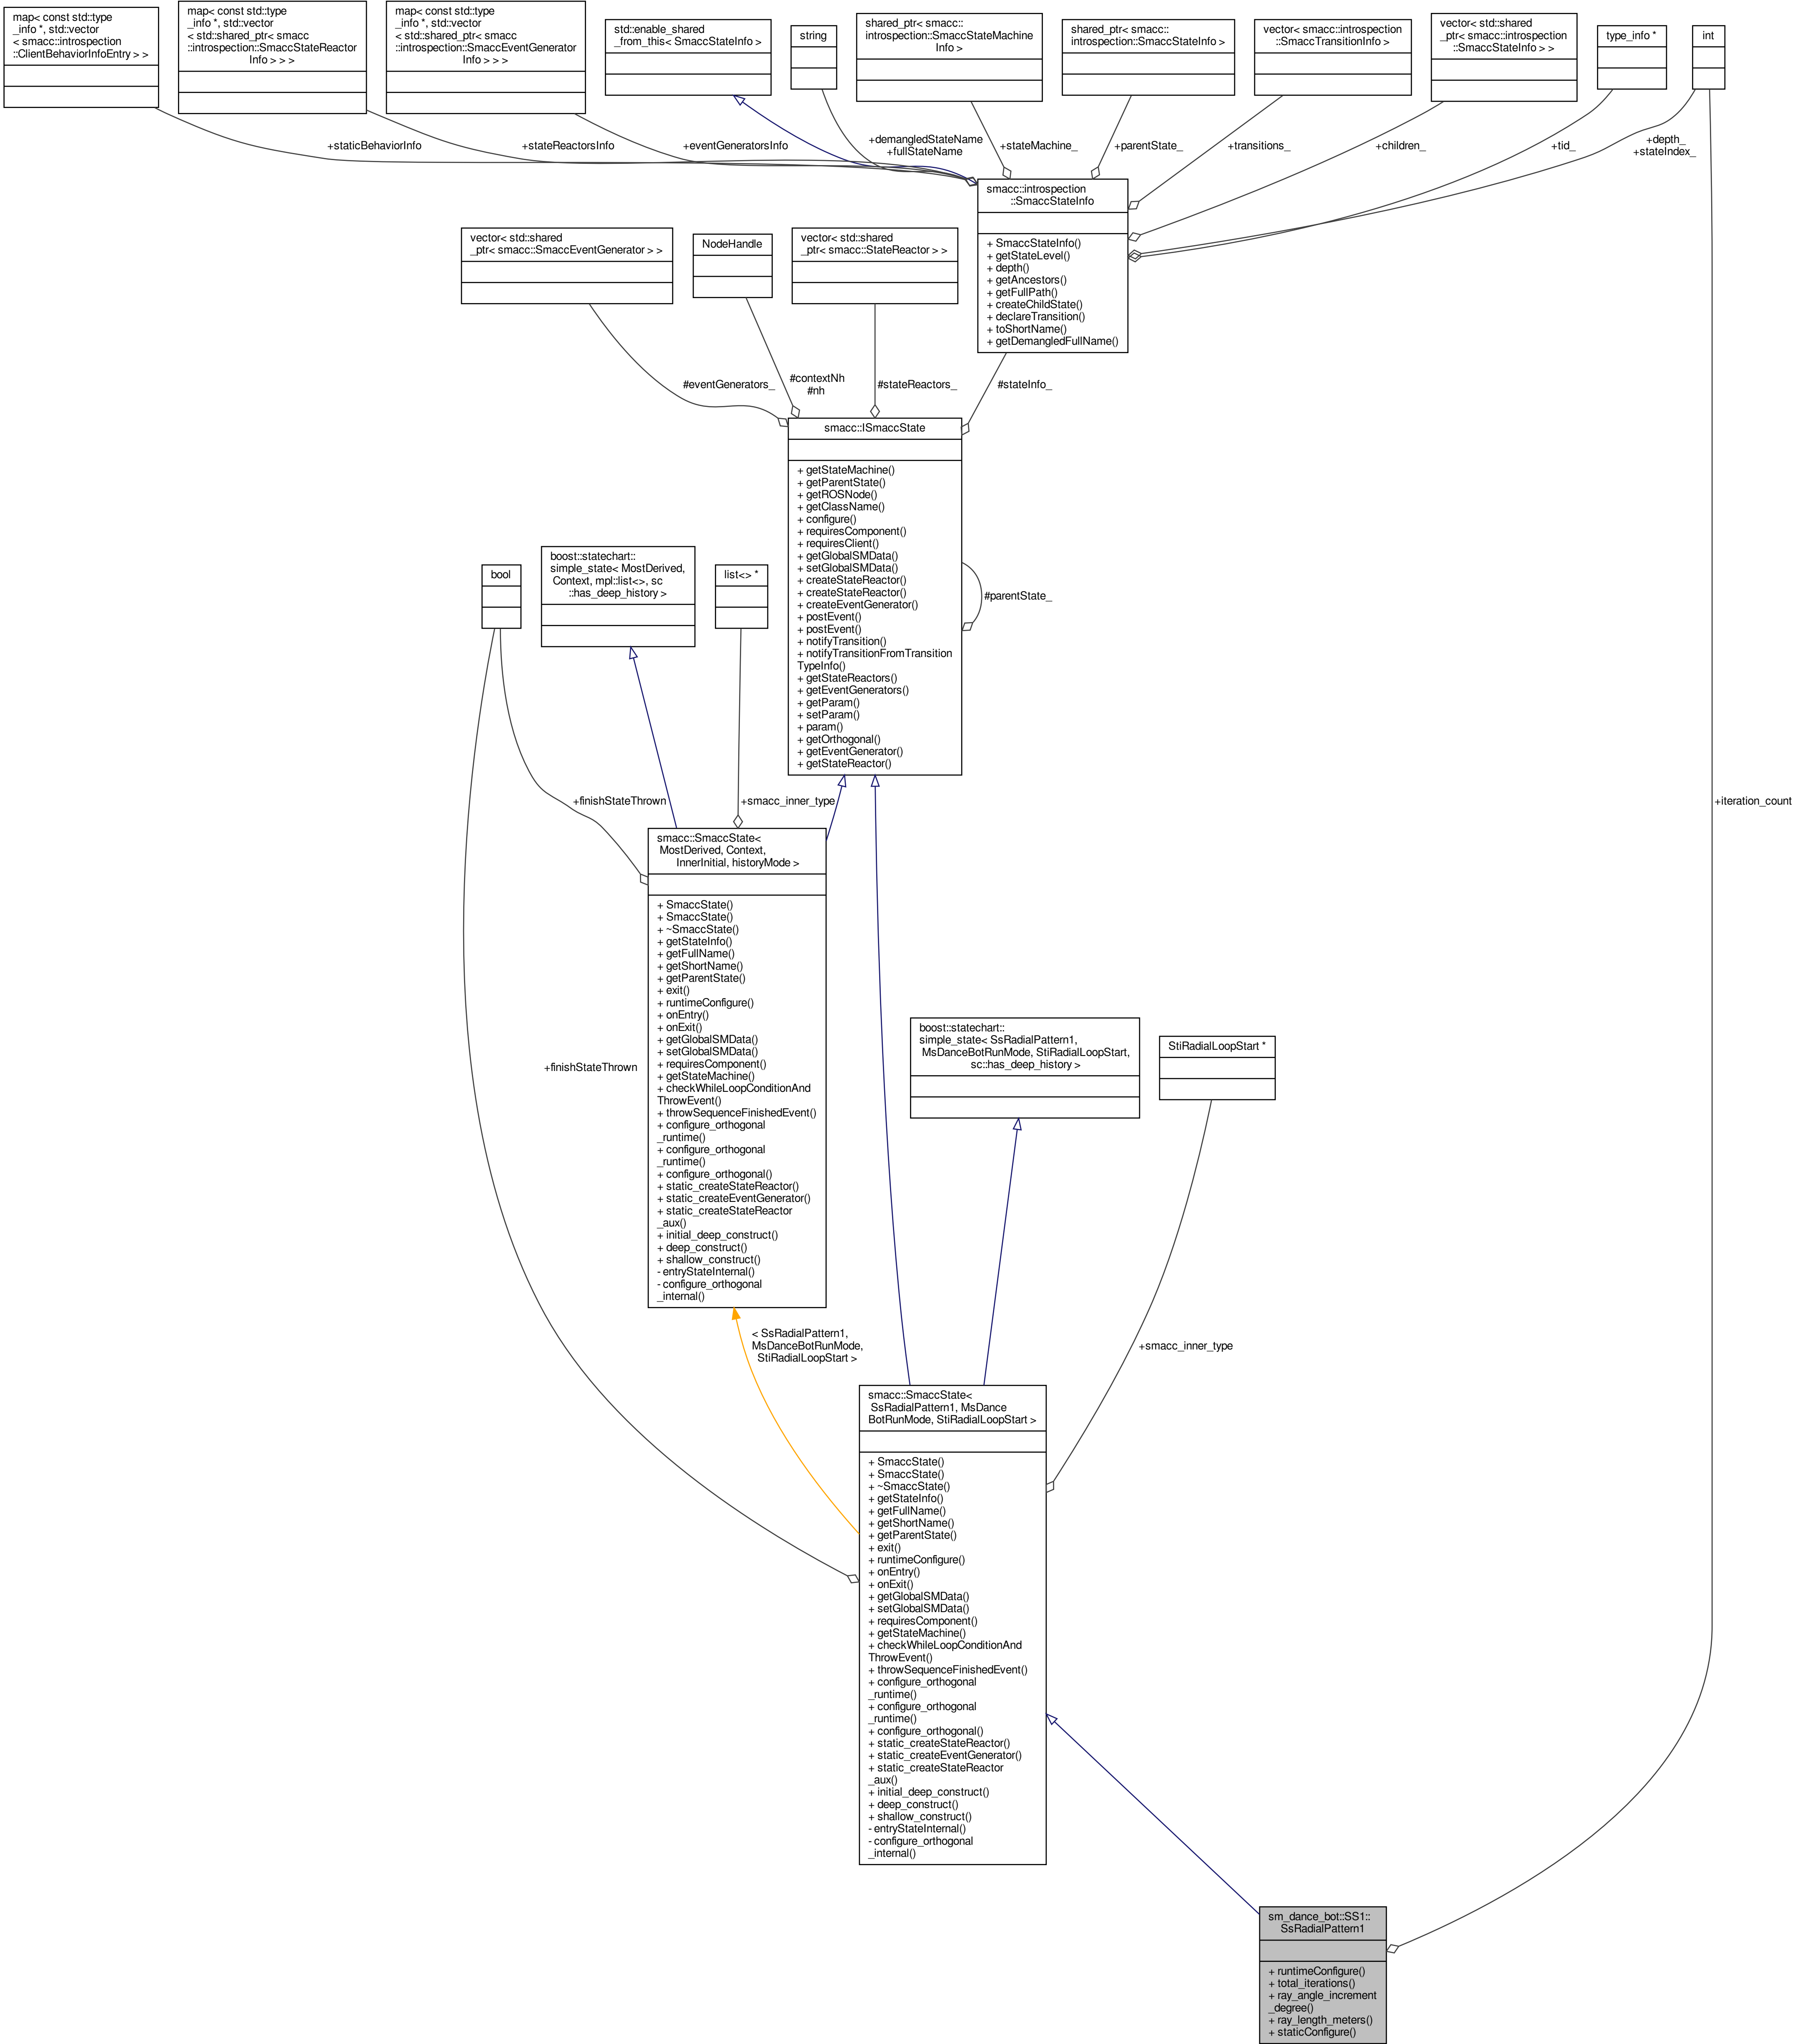 map< const std::type
_info *, std::vector
< smacc::introspection
::ClientBehaviorInfoEntry > >
map< const std::type
_info *, std::vector
< std::shared_ptr< smacc
::introspection::SmaccStateReactor
Info > > >
map< const std::type
_info *, std::vector
< std::shared_ptr< smacc
::introspection::SmaccEventGenerator
Info > > >
std::enable_shared
_from_this< SmaccStateInfo >
string
shared_ptr< smacc::
introspection::SmaccStateMachine
Info >
shared_ptr< smacc::
introspection::SmaccStateInfo >
vector< smacc::introspection
::SmaccTransitionInfo >
vector< std::shared
_ptr< smacc::introspection
::SmaccStateInfo > >
type_info *
int
+staticBehaviorInfo
+stateReactorsInfo
+eventGeneratorsInfo
+demangledStateName
+fullStateName
+stateMachine_
+parentState_
+transitions_
+children_
+tid_
+depth_
+stateIndex_
smacc::introspection
::SmaccStateInfo
+ SmaccStateInfo()
+ getStateLevel()
+ depth()
+ getAncestors()
+ getFullPath()
+ createChildState()
+ declareTransition()
+ toShortName()
+ getDemangledFullName()
vector< std::shared
_ptr< smacc::SmaccEventGenerator > >
NodeHandle
vector< std::shared
_ptr< smacc::StateReactor > >
#eventGenerators_
#contextNh
#nh
#stateReactors_
#stateInfo_
smacc::ISmaccState
+ getStateMachine()
+ getParentState()
+ getROSNode()
+ getClassName()
+ configure()
+ requiresComponent()
+ requiresClient()
+ getGlobalSMData()
+ setGlobalSMData()
+ createStateReactor()
+ createStateReactor()
+ createEventGenerator()
+ postEvent()
+ postEvent()
+ notifyTransition()
+ notifyTransitionFromTransition
TypeInfo()
+ getStateReactors()
+ getEventGenerators()
+ getParam()
+ setParam()
+ param()
+ getOrthogonal()
+ getEventGenerator()
+ getStateReactor()
#parentState_
bool
boost::statechart::
simple_state< MostDerived,
Context, mpl::list<>, sc
::has_deep_history >
list<> *
+finishStateThrown
+smacc_inner_type
+iteration_count
smacc::SmaccState<
MostDerived, Context,
InnerInitial, historyMode >
+ SmaccState()
+ SmaccState()
+ ~SmaccState()
+ getStateInfo()
+ getFullName()
+ getShortName()
+ getParentState()
+ exit()
+ runtimeConfigure()
+ onEntry()
+ onExit()
+ getGlobalSMData()
+ setGlobalSMData()
+ requiresComponent()
+ getStateMachine()
+ checkWhileLoopConditionAnd
ThrowEvent()
+ throwSequenceFinishedEvent()
+ configure_orthogonal
_runtime()
+ configure_orthogonal
_runtime()
+ configure_orthogonal()
+ static_createStateReactor()
+ static_createEventGenerator()
+ static_createStateReactor
_aux()
+ initial_deep_construct()
+ deep_construct()
+ shallow_construct()
- entryStateInternal()
- configure_orthogonal
_internal()
+finishStateThrown
boost::statechart::
simple_state< SsRadialPattern1,
MsDanceBotRunMode, StiRadialLoopStart,
sc::has_deep_history >
StiRadialLoopStart *
< SsRadialPattern1,
MsDanceBotRunMode,
StiRadialLoopStart >
+smacc_inner_type
smacc::SmaccState<
SsRadialPattern1, MsDance
BotRunMode, StiRadialLoopStart >
+ SmaccState()
+ SmaccState()
+ ~SmaccState()
+ getStateInfo()
+ getFullName()
+ getShortName()
+ getParentState()
+ exit()
+ runtimeConfigure()
+ onEntry()
+ onExit()
+ getGlobalSMData()
+ setGlobalSMData()
+ requiresComponent()
+ getStateMachine()
+ checkWhileLoopConditionAnd
ThrowEvent()
+ throwSequenceFinishedEvent()
+ configure_orthogonal
_runtime()
+ configure_orthogonal
_runtime()
+ configure_orthogonal()
+ static_createStateReactor()
+ static_createEventGenerator()
+ static_createStateReactor
_aux()
+ initial_deep_construct()
+ deep_construct()
+ shallow_construct()
- entryStateInternal()
- configure_orthogonal
_internal()
sm_dance_bot::SS1::
SsRadialPattern1
+ runtimeConfigure()
+ total_iterations()
+ ray_angle_increment
_degree()
+ ray_length_meters()
+ staticConfigure()